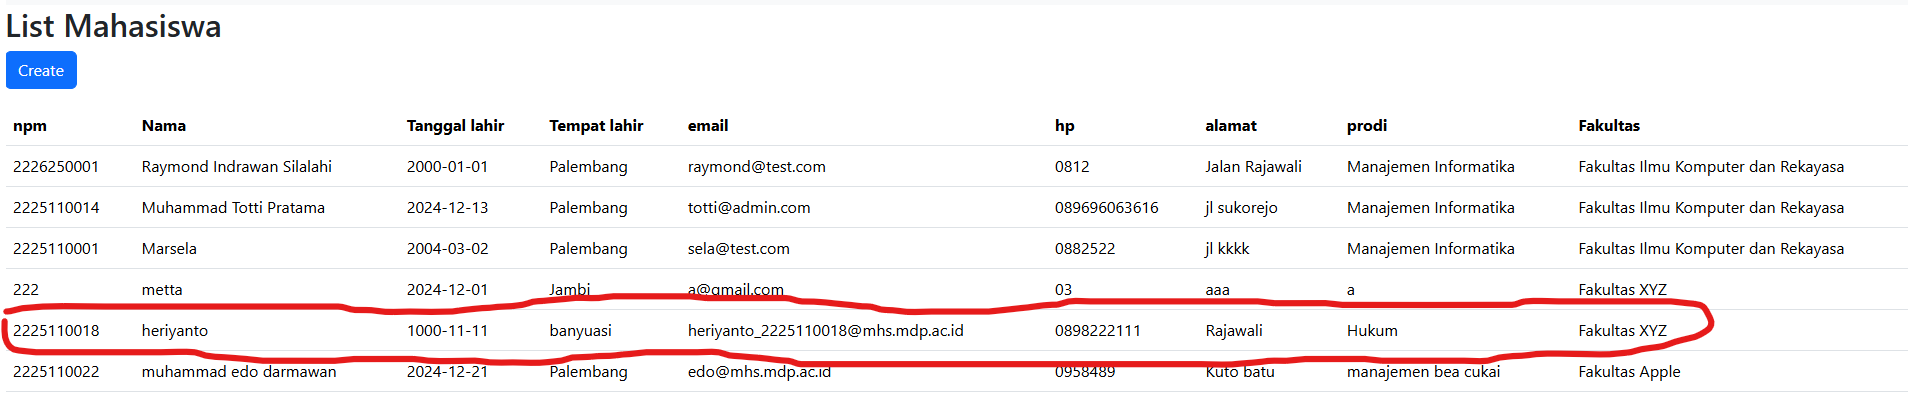 List Mahasiswa
Create
npm Nama Tanggal lahir Tempat lahir email hp alamat prodi Fakultas
2226250001 Raymond Indrawan Silalahi 2000-01-01 Palembang raymond@test.com 0812 Jalan Rajawali Manajemen Informatika Fakultas Ilmu Komputer dan Rekayasa
2225110014 Muhammad Totti Pratama 2024-12-13 Palembang totti@admin.com 089696063616 jl sukorejo Manajemen Informatika Fakultas Ilmu Komputer dan Rekayasa
2225110001 Marsela 2004-03-02 Palembang sela@test.com 0882522 jl kkkk Manajemen Informatika Fakultas Ilmu Komputer dan Rekayasa
222 metta 2024-12-01 Jambi a@gmail.com 03 aaa a Fakultas XYZ
2225110018 heriyanto 1000-11-11 banyuasi heriyanto_2225110018@mhs.mdp.ac.id 0898222111 Rajawali Hukum Fakultas XYZ
2225110022 muhammad edo darmawan 2024-12-21 Palembang edo@mhs.mdp.ac.id 0958489 Kuto batu manajemen bea cukai Fakultas Apple